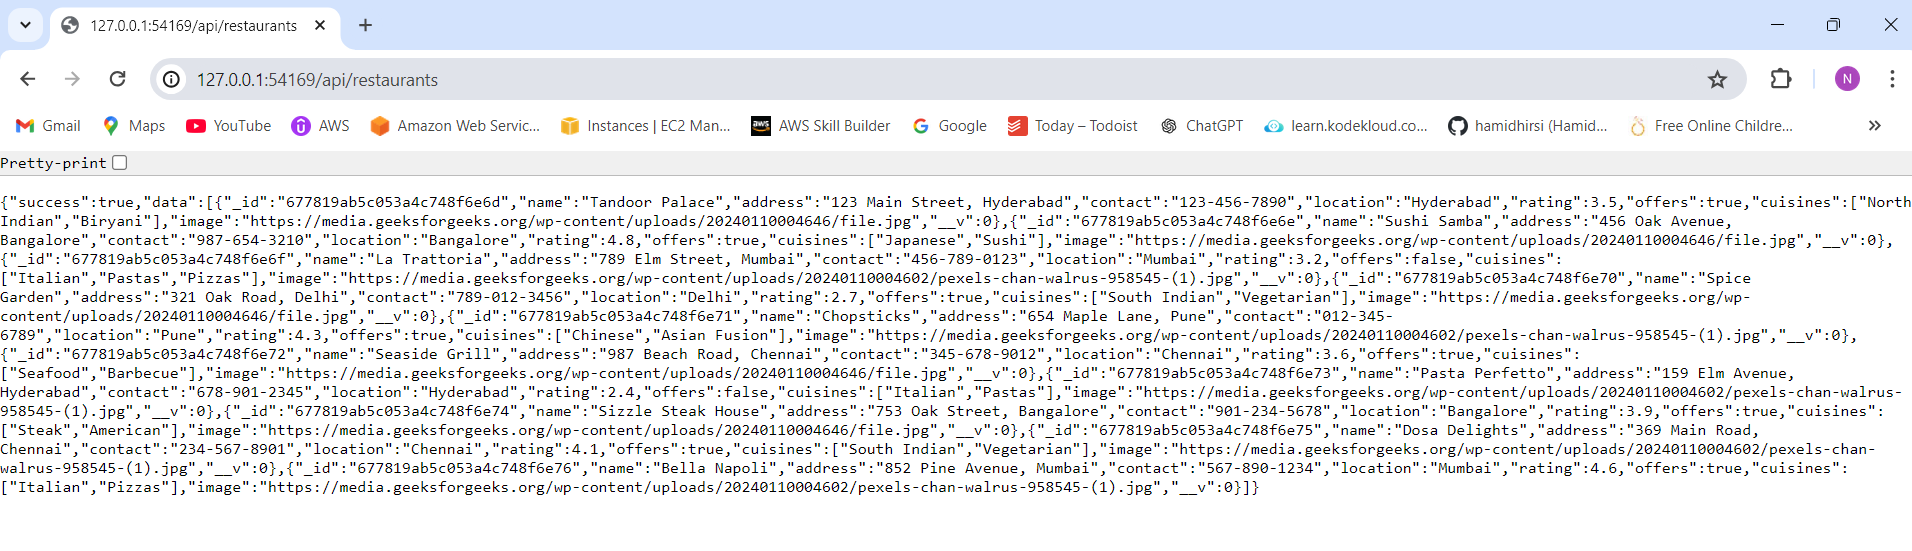 127.0.0.1:54169/api/restaurants
127.0.0.1:54169/api/restaurants
N
Gmail Maps YouTube AWS Amazon Web Servic... Instances | EC2 Man... aws AWS Skill Builder Google Today – Todoist ChatGPT learn.kodekloud.co... hamidhirsi (Hamid... Free Online Childre...
Pretty-print
{"success":true,"data":[{"_id":"677819ab5c053a4c748f6e6d","name":"Tandoor Palace","address":"123 Main Street, Hyderabad","contact":"123-456-7890","location":"Hyderabad","rating":3.5,"offers":true,"cuisines":["North
Indian","Biryani"],"image":"https://media.geeksforgeeks.org/wp-content/uploads/20240110004646/file.jpg","__v":0},{"_id":"677819ab5c053a4c748f6e6e","name":"Sushi Samba","address":"456 Oak Avenue,
Bangalore","contact":"987-654-3210","location":"Bangalore","rating":4.8,"offers":true,"cuisines":["Japanese","Sushi"],"image":"https://media.geeksforgeeks.org/wp-content/uploads/20240110004646/file.jpg","__v":0},
{"_id":"677819ab5c053a4c748f6e6f","name":"La Trattoria","address":"789 Elm Street, Mumbai","contact":"456-789-0123","location":"Mumbai","rating":3.2,"offers":false,"cuisines":
["Italian","Pastas","Pizzas"],"image":"https://media.geeksforgeeks.org/wp-content/uploads/20240110004602/pexels-chan-walrus-958545-(1).jpg","__v":0},{"_id":"677819ab5c053a4c748f6e70","name":"Spice
Garden","address":"321 Oak Road, Delhi","contact":"789-012-3456","location":"Delhi","rating":2.7,"offers":true,"cuisines":["South Indian","Vegetarian"],"image":"https://media.geeksforgeeks.org/wp-
content/uploads/20240110004646/file.jpg","__v":0},{"_id":"677819ab5c053a4c748f6e71","name":"Chopsticks","address":"654 Maple Lane, Pune","contact":"012-345-
6789","location":"Pune","rating":4.3,"offers":true,"cuisines":["Chinese","Asian Fusion"],"image":"https://media.geeksforgeeks.org/wp-content/uploads/20240110004602/pexels-chan-walrus-958545-(1).jpg","__v":0},
{"_id":"677819ab5c053a4c748f6e72","name":"Seaside Grill","address":"987 Beach Road, Chennai","contact":"345-678-9012","location":"Chennai","rating":3.6,"offers":true,"cuisines":
["Seafood","Barbecue"],"image":"https://media.geeksforgeeks.org/wp-content/uploads/20240110004646/file.jpg","__v":0},{"_id":"677819ab5c053a4c748f6e73","name":"Pasta Perfetto","address":"159 Elm Avenue,
Hyderabad","contact":"678-901-2345","location":"Hyderabad","rating":2.4,"offers":false,"cuisines":["Italian","Pastas"],"image":"https://media.geeksforgeeks.org/wp-content/uploads/20240110004602/pexels-chan-walrus-
958545-(1).jpg","__v":0},{"_id":"677819ab5c053a4c748f6e74","name":"Sizzle Steak House","address":"753 Oak Street, Bangalore","contact":"901-234-5678","location":"Bangalore","rating":3.9,"offers":true,"cuisines":
["Steak","American"],"image":"https://media.geeksforgeeks.org/wp-content/uploads/20240110004646/file.jpg","__v":0},{"_id":"677819ab5c053a4c748f6e75","name":"Dosa Delights","address":"369 Main Road,
Chennai","contact":"234-567-8901","location":"Chennai","rating":4.1,"offers":true,"cuisines":["South Indian","Vegetarian"],"image":"https://media.geeksforgeeks.org/wp-content/uploads/20240110004602/pexels-chan-
walrus-958545-(1).jpg","__v":0},{"_id":"677819ab5c053a4c748f6e76","name":"Bella Napoli","address":"852 Pine Avenue, Mumbai","contact":"567-890-1234","location":"Mumbai","rating":4.6,"offers":true,"cuisines":
["Italian","Pizzas"],"image":"https://media.geeksforgeeks.org/wp-content/uploads/20240110004602/pexels-chan-walrus-958545-(1).jpg","__v":0}]}